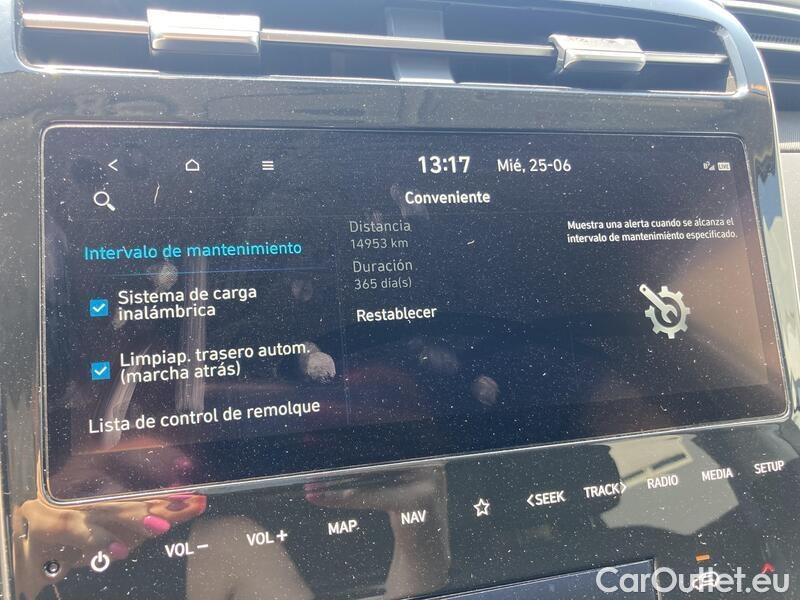 13:17 Mié, 25-06
LIVE
Conveniente
Intervalo de mantenimiento
Sistema de carga
inalámbrica
Limpiap. trasero autom.
(marcha atrás)
Lista de control de remolque
Distancia
14953 km
Duración
365 día(s)
Restablecer
Muestra una alerta cuando se alcanza el
intervalo de mantenimiento especificado.
VOL− VOL+ MAP NAV <SEEK TRACK> RADIO MEDIA SETUP
CarOutlet.eu